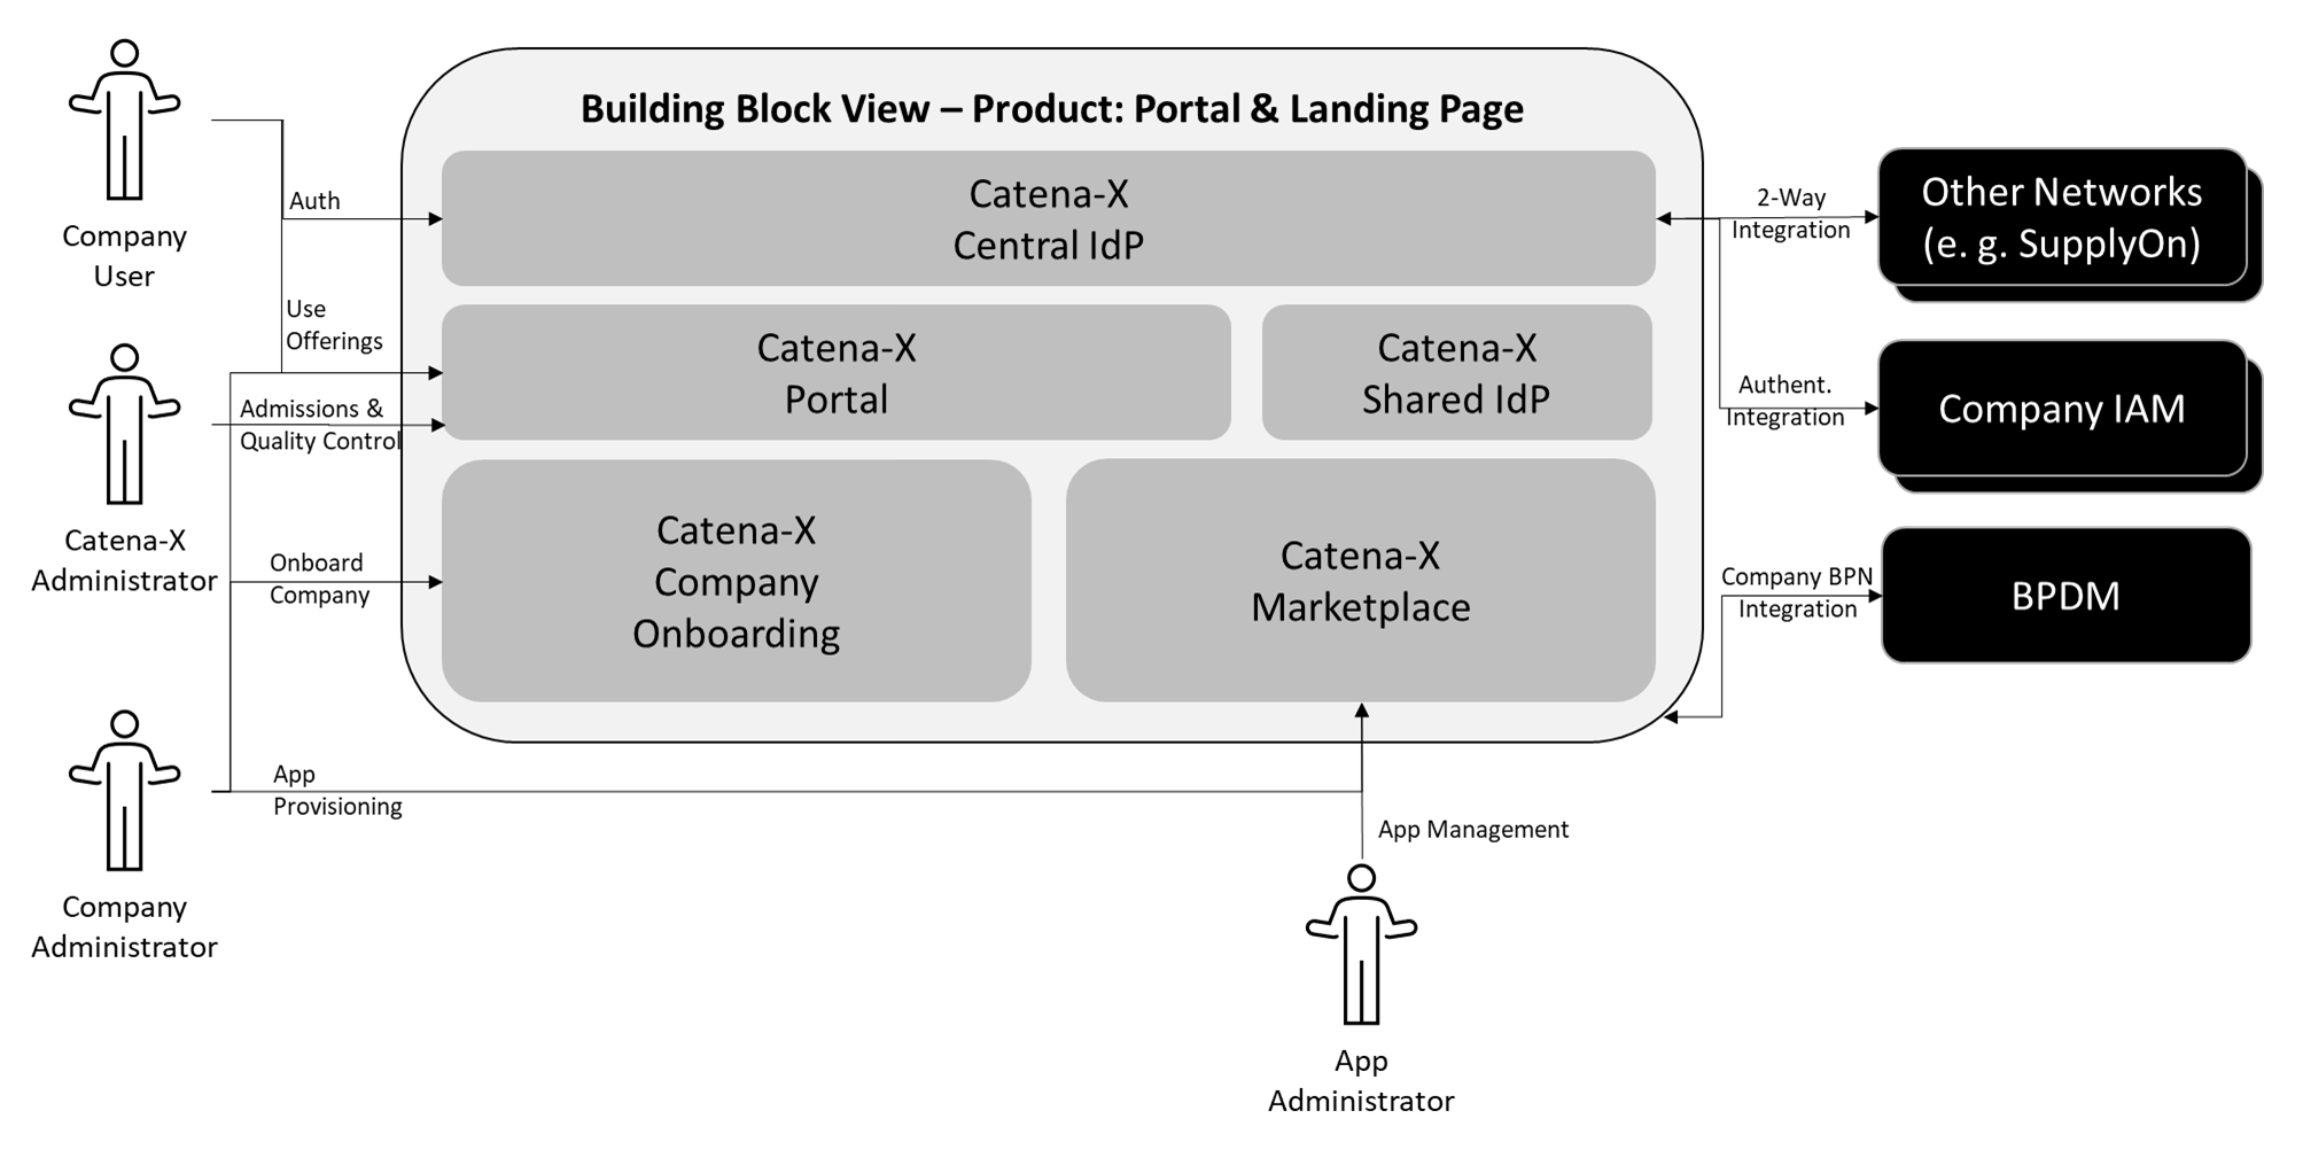 Building Block View – Product: Portal & Landing Page
Company
User
Auth
Use
Offerings
Catena-X
Administrator
Admissions &
Quality Control
Onboard
Company
Company
Administrator
App
Provisioning
Catena-X
Central IdP
Catena-X
Portal
Catena-X
Shared IdP
Catena-X
Company
Onboarding
Catena-X
Marketplace
2-Way
Integration
Other Networks
(e. g. SupplyOn)
Authent.
Integration
Company IAM
Company BPN
Integration
BPDM
App Management
App
Administrator